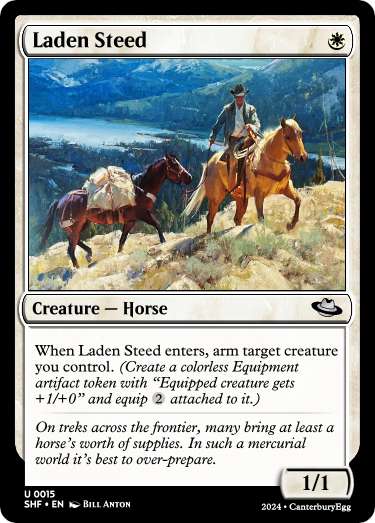 Laden Steed
Creature — Horse
When Laden Steed enters, arm target creature
you control. (Create a colorless Equipment
artifact token with “Equipped creature gets
+1/+0” and equip 2 attached to it.)
On treks across the frontier, many bring at least a
horse's worth of supplies. In such a mercurial
world it's best to over-prepare.
1/1
U 0015
SHF • EN Bill Anton
2024 • CanterburyEgg